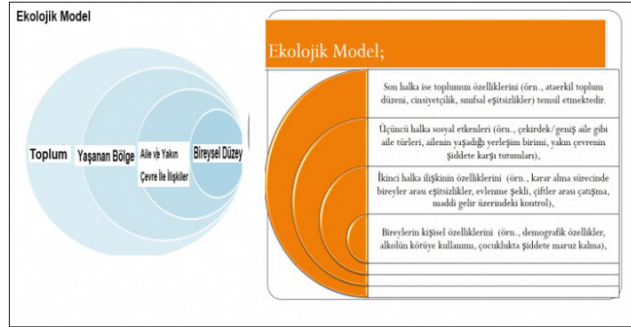 Ekolojik Model
Toplum
Yaşanan Bölge
Aile ve Yakın
Çevre İle İlişkiler
Bireysel Düzey
Ekolojik Model;
Son halka ise toplumun özelliklerini (örn., ataerkil toplum
düzeni, cinsiyetçilik, sınıfsal eşitsizlikler) temsil etmektedir.
Üçüncü halka sosyal etkenleri (örn., çekirdek/ geniş aile gibi
aile türleri, ailenin yaşadığı yerleşim birimi, yakın çevrenin
şiddete karşı tutumları),
İkinci halka ilişkinin özelliklerini (örn., karar alma sürecinde
bireyler arası eşitsizlikler, evlenme şekli, çiftler arası çatışma,
maddi gelir üzerindeki kontrol),
Bireylerin kişisel özelliklerini (örn., demografik özellikler,
alkolün kötüye kullanımı, çocuklukta şiddete maruz kalma),